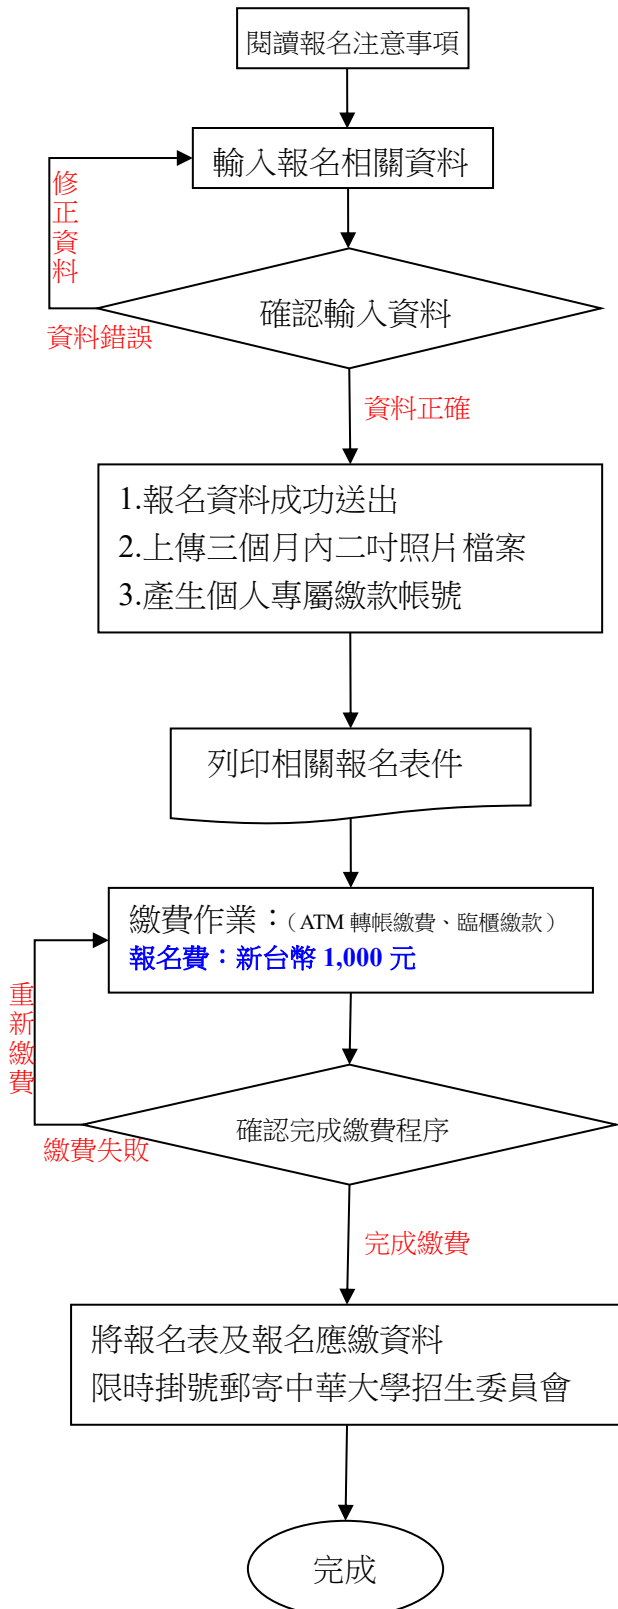 閱讀報名注意事項
輸入報名相關資料
修正資料
確認輸入資料
資料錯誤
資料正確
1.報名資料成功送出
2.上傳三個月內二吋照片檔案
3.產生個人專屬繳款帳號
列印相關報名表件
繳費作業：（ATM 轉帳繳費、臨櫃繳款）
報名費：新台幣 1,000 元
重新繳費
確認完成繳費程序
繳費失敗
完成繳費
將報名表及報名應繳資料
限時掛號郵寄中華大學招生委員會
完成